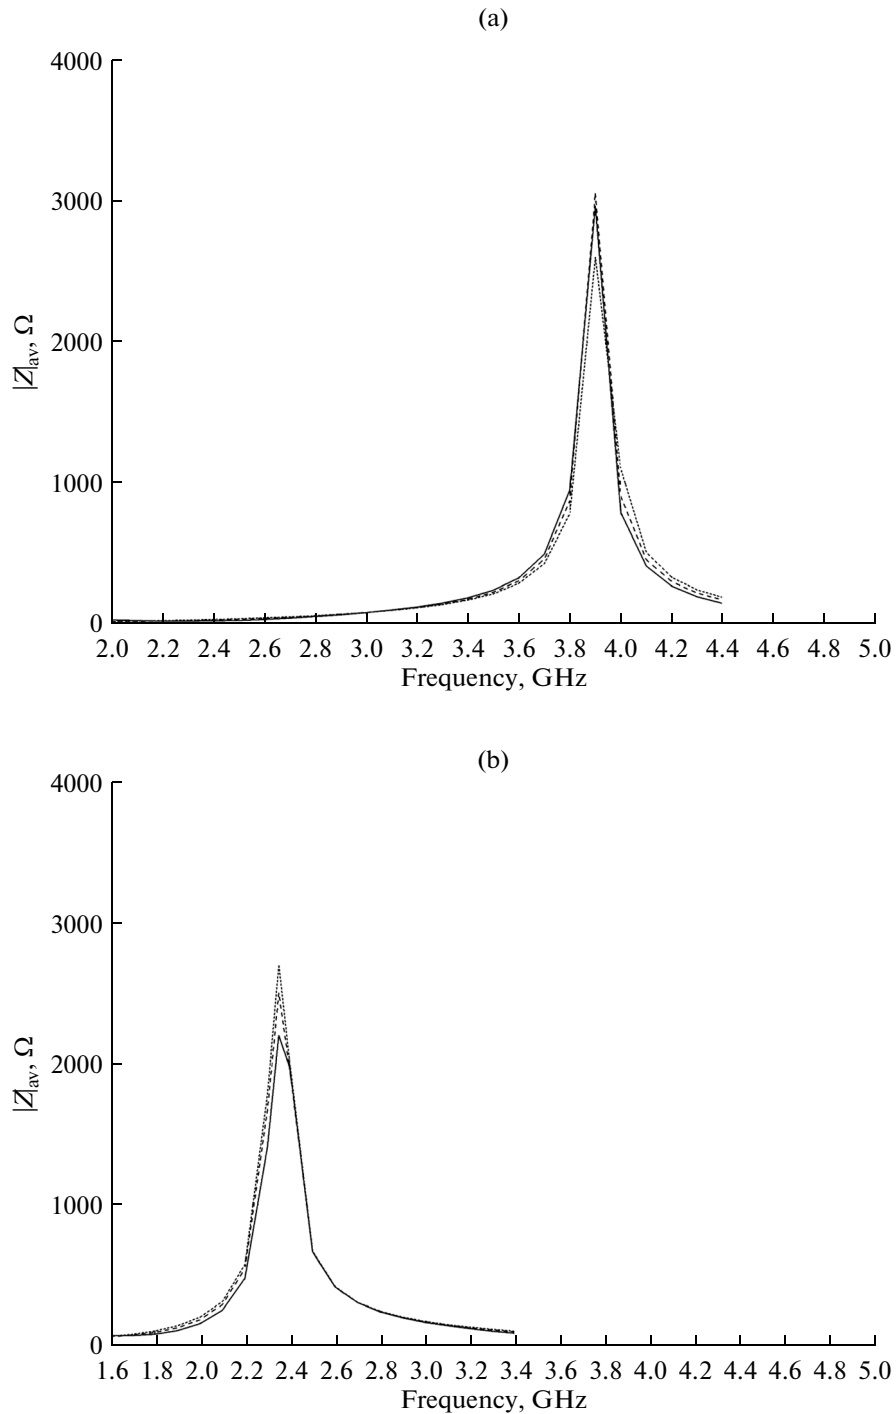 (a)
4000
3000
2000
1000
0
|Z|av, Ω
2.0 2.2 2.4 2.6 2.8 3.0 3.2 3.4 3.6 3.8 4.0 4.2 4.4 4.6 4.8 5.0
Frequency, GHz
(b)
4000
3000
2000
1000
0
|Z|av, Ω
1.6 1.8 2.0 2.2 2.4 2.6 2.8 3.0 3.2 3.4 3.6 3.8 4.0 4.2 4.4 4.6 4.8 5.0
Frequency, GHz